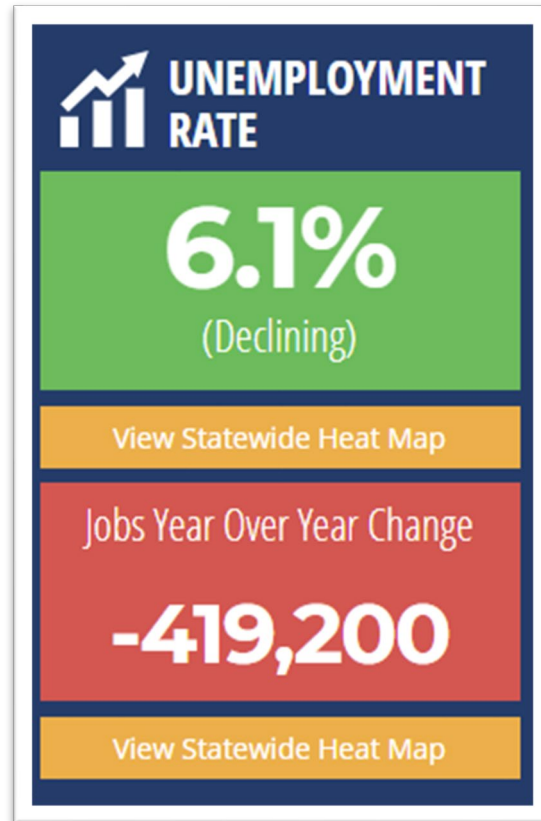 UNEMPLOYMENT
RATE
6.1%
(Declining)
View Statewide Heat Map
Jobs Year Over Year Change
-419,200
View Statewide Heat Map